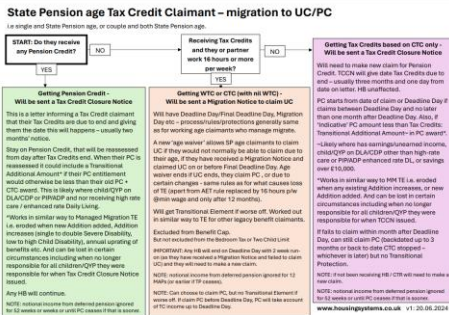 State Pension age Tax Credit Claimant – migration to UC/PC
i.e single and State Pension age, or couple and both State Pension age.
START: Do they receive
any Pension Credit?
NO
YES
Receiving Tax Credits
and they or partner
work 16 hours or more
per week?
NO
YES
Getting Pension Credit -
Will be sent a Tax Credit Closure Notice
This is a letter informing a Tax Credit claimant
that their Tax Credits are due to end and giving
them the date this will happen – usually two
months' notice.
Stay on Pension Credit, that will be reassessed
from day after Tax Credits end. When their PC is
reassessed it could include a Transitional
Additional Amount* if their PC entitlement
would otherwise be less than their old PC +
CTC award. This is likely where child/QYP on
DLA/CDP or PIP/ADP and not receiving high rate
care / enhanced rate Daily Living.
*Works in similar way to Managed Migration TE
i.e. eroded when new Addition added, Addition
increases (single to double Severe Disability,
low to high Child Disability), annual uprating of
benefits etc. And can be lost in certain
circumstances including when no longer
responsible for all children/QYP they were
responsible for when Tax Credit Closure Notice
issued.
Any HB will continue.
NOTE: notional income from deferred pension ignored
for 52 weeks or until PC ceases if that is sooner.
Getting WTC or CTC (with nil WTC) -
Will be sent a Migration Notice to claim UC
Will have Deadline Day/Final Deadline Day, Migration
Day etc – process/rules/protections generally same
as for working age claimants who manage migrate.
A new 'age waiver' allows SP age claimants to claim
UC if they would not normally be able to claim due to
their age, if they have received a Migration Notice and
claimed UC on or before Final Deadline Day. Age
waiver ends if UC ends, they claim PC, or due to
certain changes – same rules as for what causes loss
of TE (apart from AET rule replaced by 16 hours p/w
@min wages and only after 12 months).
Will get Transitional Element if worse off. Worked out
in similar way to TE for other legacy benefit claimants.
Excluded from Benefit Cap.
But not excluded from the Bedroom Tax or Two Child Limit
IMPORTANT: Any HB will end on Deadline Day with 2 week run-
on (as they have received a Migration Notice and failed to claim
UC) and they will need to make a new claim.
NOTE: notional income from deferred pension ignored for 12
MAPs (or earlier if TP ceases).
NOTE: Can choose to claim PC, but no Transitional Element if
worse off. If claim PC before Deadline Day, PC will take account
of TC income up to Deadline Day.
Getting Tax Credits based on CTC only -
Will be sent a Tax Credit Closure Notice
Will need to make new claim for Pension
Credit. TCCN will give date Tax Credits due to
end – usually three months and one day from
date on letter. HB unaffected.
PC starts from date of claim or Deadline Day if
claims between Deadline Day and no later
than one month after Deadline Day. Also, if
'indicative' PC amount less than Tax Credits:
Transitional Additional Amount~ in PC award*.
~Likely where has earnings/unearned income,
child/QYP on DLA/CDP other than high-rate
care or PIP/ADP enhanced rate DL, or savings
over £10,000.
*Works in similar way to MM TE i.e. eroded
when any existing Addition increases, or new
Addition added. And can be lost in certain
circumstances including when no longer
responsible for all children/QYP they were
responsible for when TCCN issued.
If fails to claim within month after Deadline
Day, can still claim PC (backdated up to 3
months or back to date CTC stopped –
whichever is later) but no Transitional
Protection.
NOTE: if not been receiving HB / CTR will need to make a
new claim.
NOTE: notional income from deferred pension ignored
for 52 weeks or until PC ceases if that is sooner.
www.housingsystems.co.uk v1: 20.06.2024